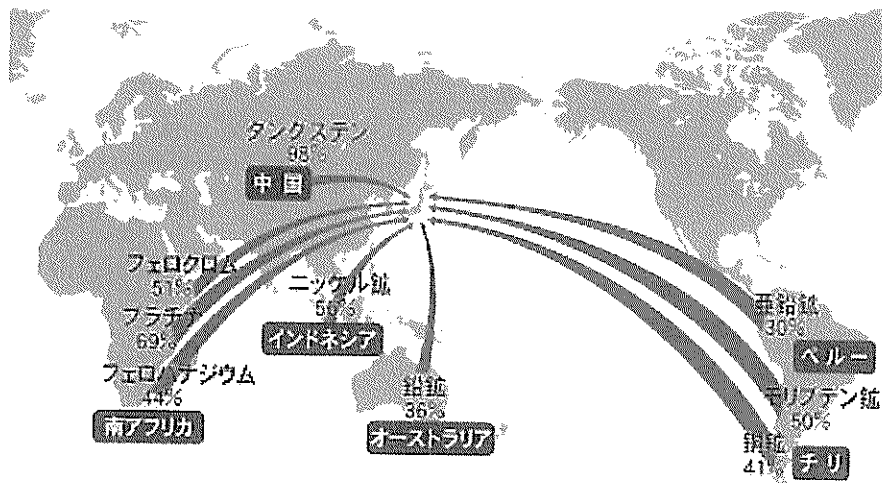 タングステン
98%
中国
フェロクロム
51%
プラチナ
69%
フェロバナジウム
44%
南アフリカ
ニッケル鉱
インドネシア
鉛鉱
36%
オーストラリア
亜鉛鉱
30%
ペルー
モリブデン鉱
50%
銅鉱
41%
チリ